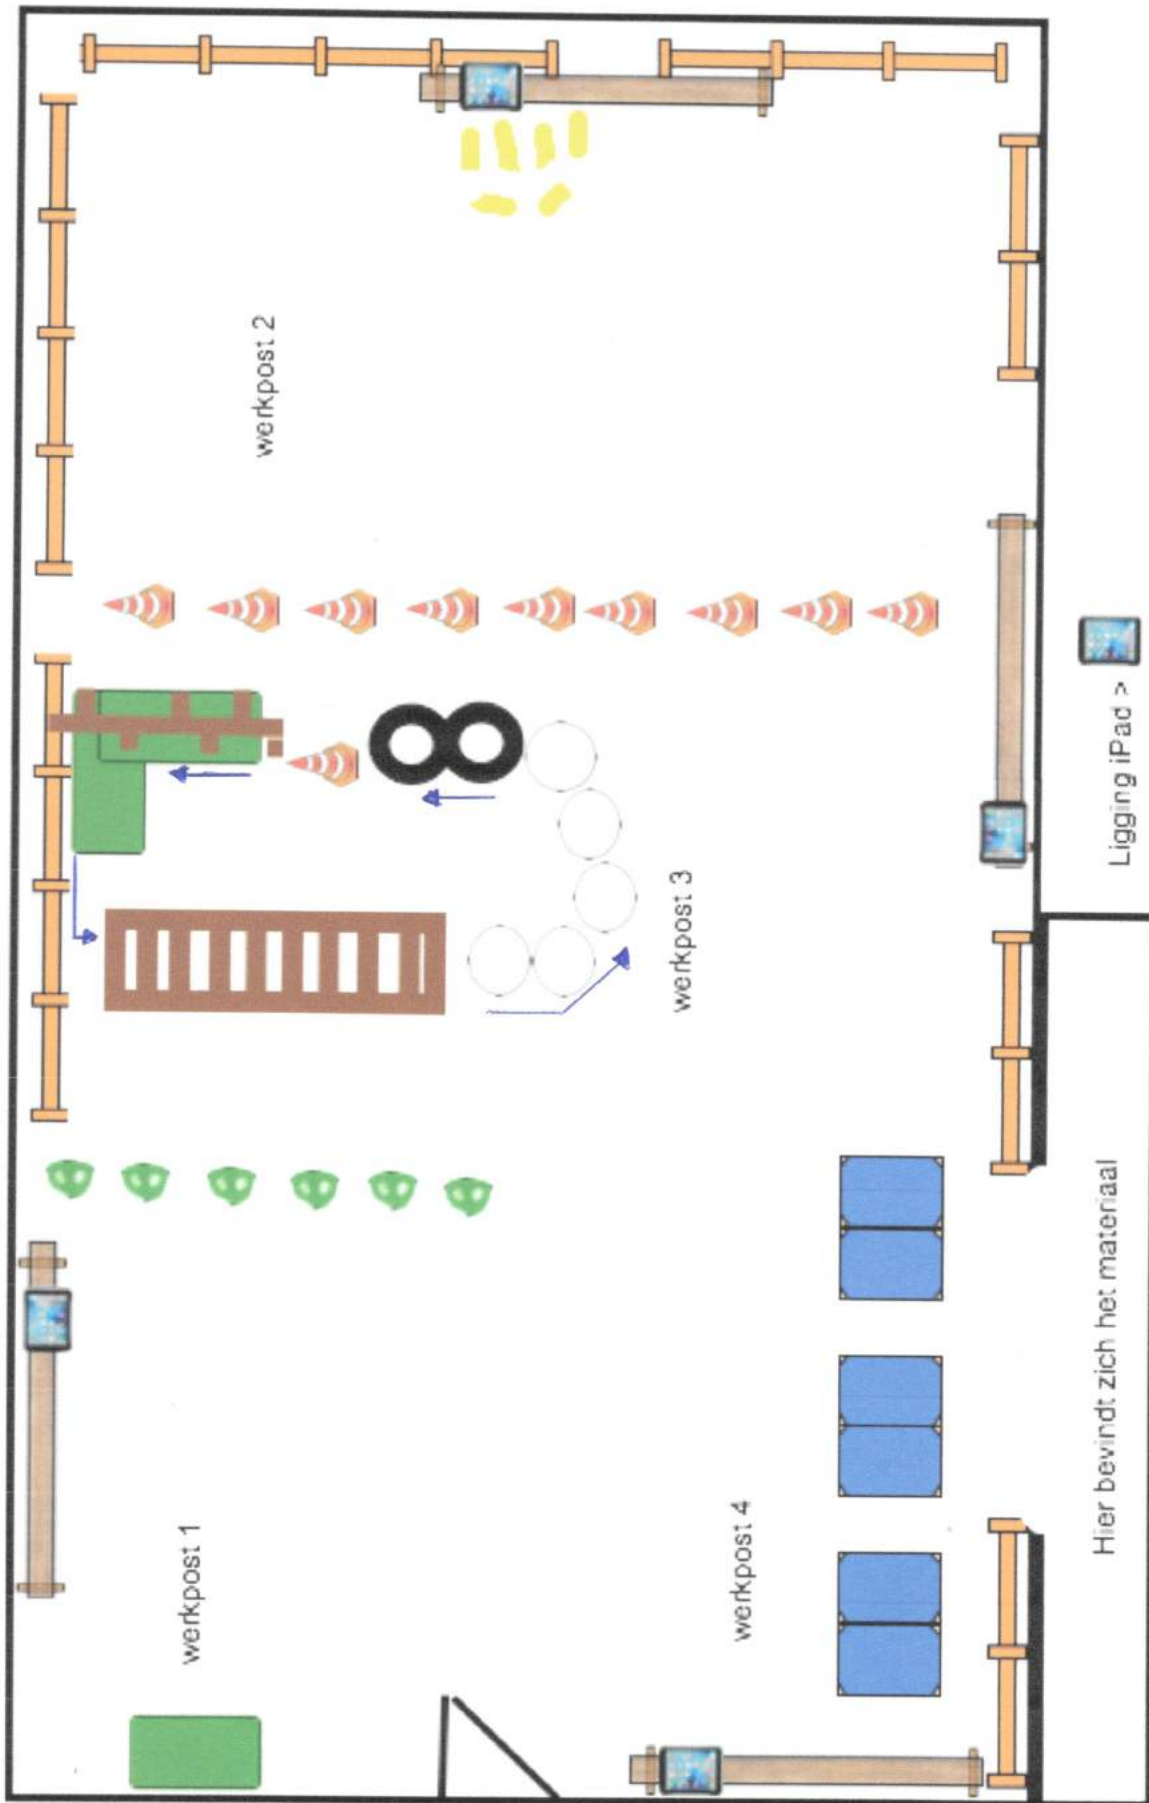 werkpost 1
werkpost 2
werkpost 3
werkpost 4
Hier bevindt zich het materiaal
Ligging iPad >